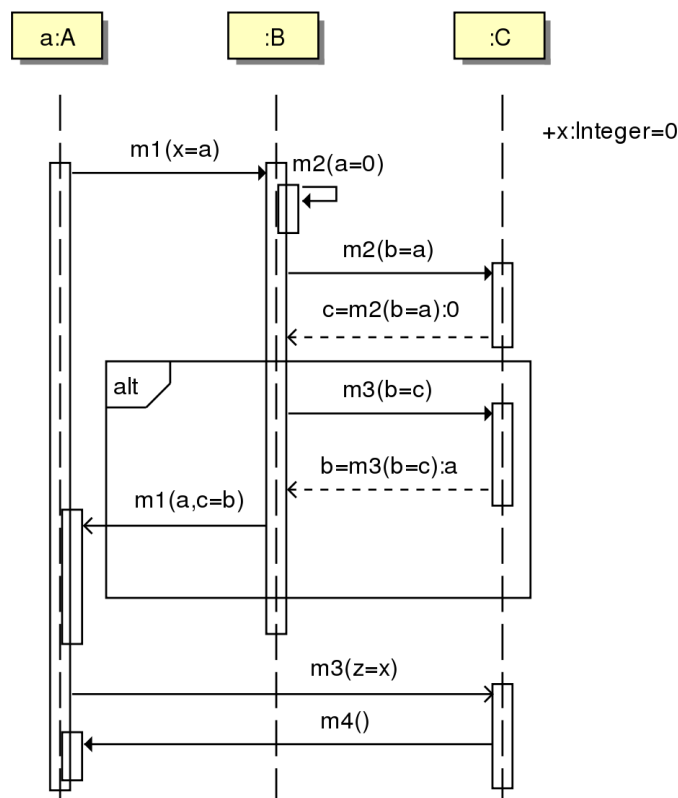 a:A
:B
:C
+x:Integer=0
m1(x=a)
m2(a=0)
m2(b=a)
c=m2(b=a):0
alt
m3(b=c)
b=m3(b=c):a
m1(a,c=b)
m3(z=x)
m4()